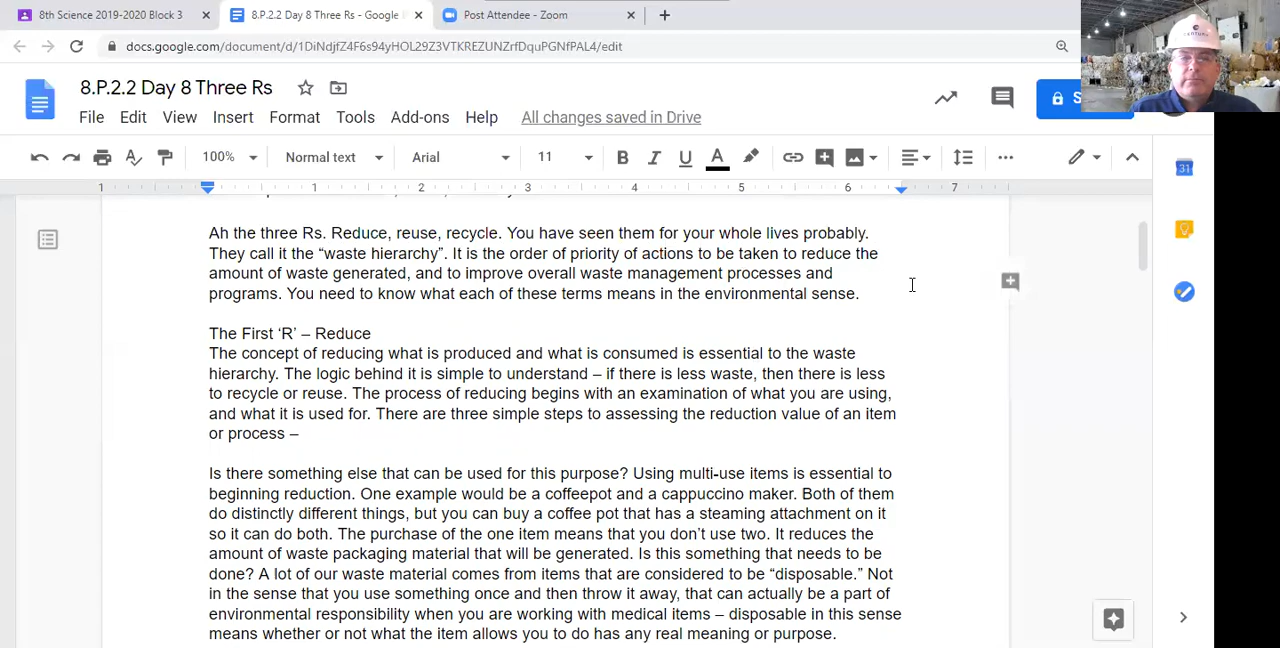 8th Science 2019-2020 Block 3
8.P.2.2 Day 8 Three Rs - Google
Post Attendee - Zoom
docs.google.com/document/d/1DiNdjfZ4F6s94yHOL29Z3VTKREZUNZrfDquPGNfPAL4/edit
8.P.2.2 Day 8 Three Rs
File Edit View Insert Format Tools Add-ons Help All changes saved in Drive
S
100% Normal text Arial 11 B I U A
1 1 2 3 4 5 6 7
31
Ah the three Rs. Reduce, reuse, recycle. You have seen them for your whole lives probably.
They call it the “waste hierarchy”. It is the order of priority of actions to be taken to reduce the
amount of waste generated, and to improve overall waste management processes and
programs. You need to know what each of these terms means in the environmental sense.
The First ‘R’ – Reduce
The concept of reducing what is produced and what is consumed is essential to the waste
hierarchy. The logic behind it is simple to understand – if there is less waste, then there is less
to recycle or reuse. The process of reducing begins with an examination of what you are using,
and what it is used for. There are three simple steps to assessing the reduction value of an item
or process –
Is there something else that can be used for this purpose? Using multi-use items is essential to
beginning reduction. One example would be a coffeepot and a cappuccino maker. Both of them
do distinctly different things, but you can buy a coffee pot that has a steaming attachment on it
so it can do both. The purchase of the one item means that you don’t use two. It reduces the
amount of waste packaging material that will be generated. Is this something that needs to be
done? A lot of our waste material comes from items that are considered to be “disposable.” Not
in the sense that you use something once and then throw it away, that can actually be a part of
environmental responsibility when you are working with medical items – disposable in this sense
means whether or not what the item allows you to do has any real meaning or purpose.